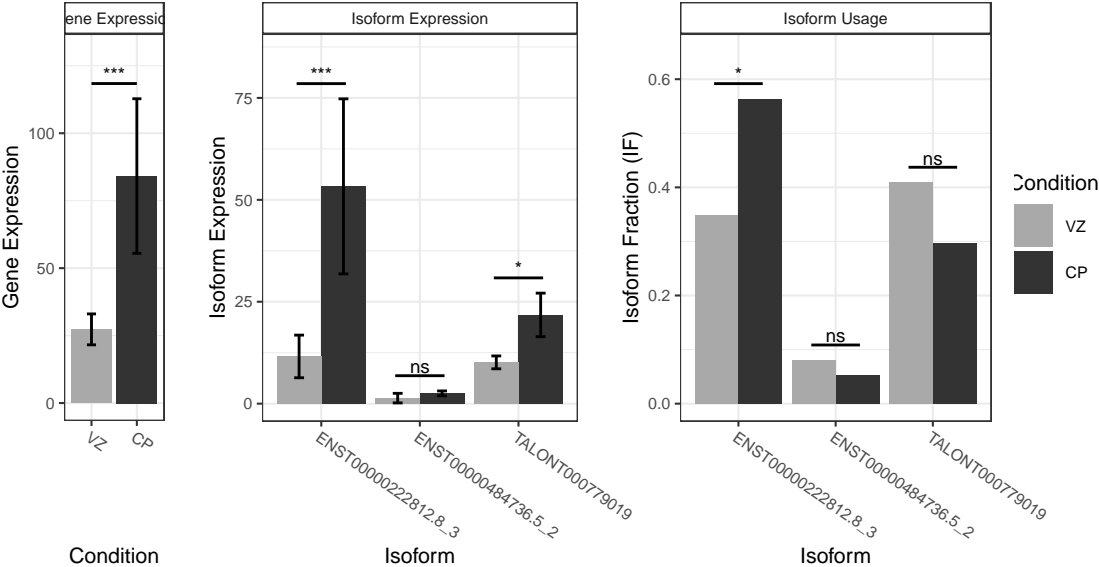 ene Expressio
Gene Expression
100
50
0
***
VZ
CP
Condition
Isoform Expression
Isoform Expression
75
50
25
0
***
ns
*
ENST00000222812.8_3
ENST00000484736.5_2
TALONT000779019
Isoform
Isoform Usage
Isoform Fraction (IF)
0.6
0.4
0.2
0.0
*
ns
ns
ENST00000222812.8_3
ENST00000484736.5_2
TALONT000779019
Isoform
Condition
VZ
CP